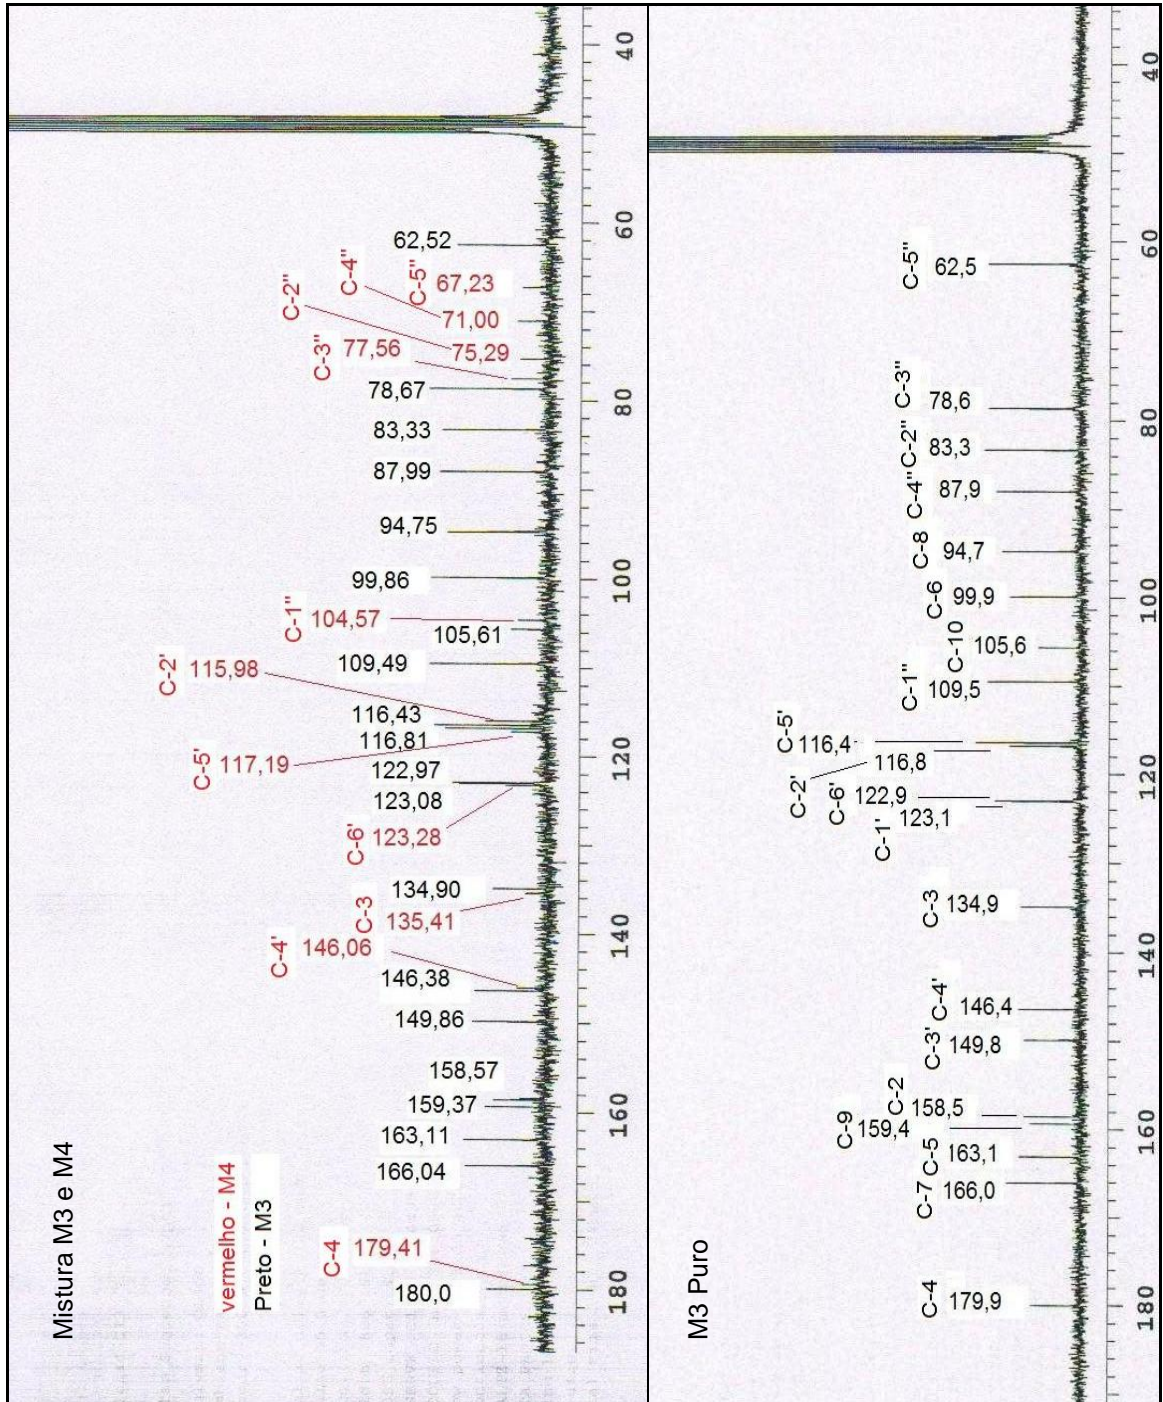 Mistura M3 e M4
vermelho - M4
Preto - M3
40
60
80
100
120
140
160
180
62,52
C-5" 67,23
C-4" 71,00
C-2" 75,29
C-3" 77,56
78,67
83,33
87,99
94,75
99,86
C-1" 104,57
105,61
109,49
C-2' 115,98
116,43
116,81
C-5' 117,19
122,97
123,08
C-6' 123,28
134,90
C-3 135,41
C-4' 146,06
146,38
149,86
158,57
159,37
163,11
166,04
C-4 179,41
180,0
M3 Puro
40
60
80
100
120
140
160
180
C-5" 62,5
C-3" 78,6
C-2" 83,3
C-4" 87,9
C-8 94,7
C-6 99,9
C-10 105,6
C-1" 109,5
C-5' 116,4
C-2' 116,8
C-6' 122,9
C-1' 123,1
C-3 134,9
C-4' 146,4
C-3' 149,8
C-2 158,5
C-9 159,4
C-5 163,1
C-7 166,0
C-4 179,9